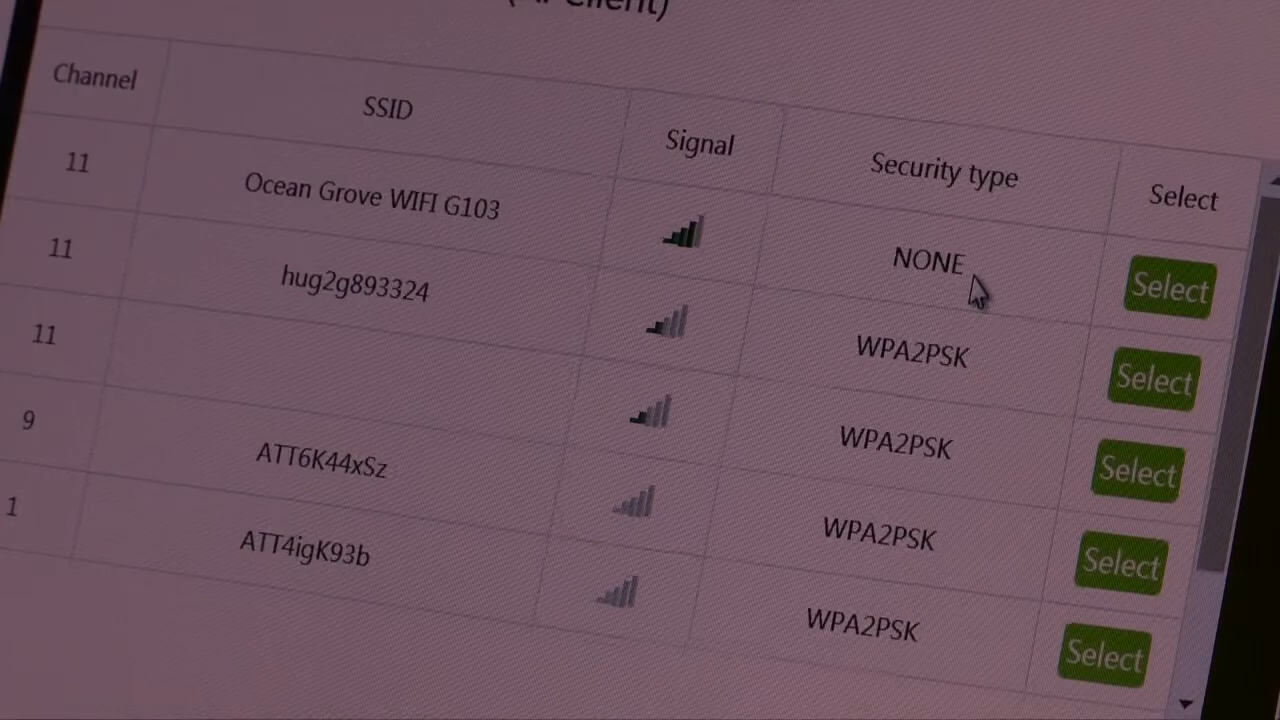 Client)
Channel SSID Signal Security type Select
11 Ocean Grove WIFI G103 NONE Select
11 hug2g893324 WPA2PSK Select
11 WPA2PSK Select
9 ATT6K44xSz WPA2PSK Select
1 ATT4igK93b WPA2PSK Select